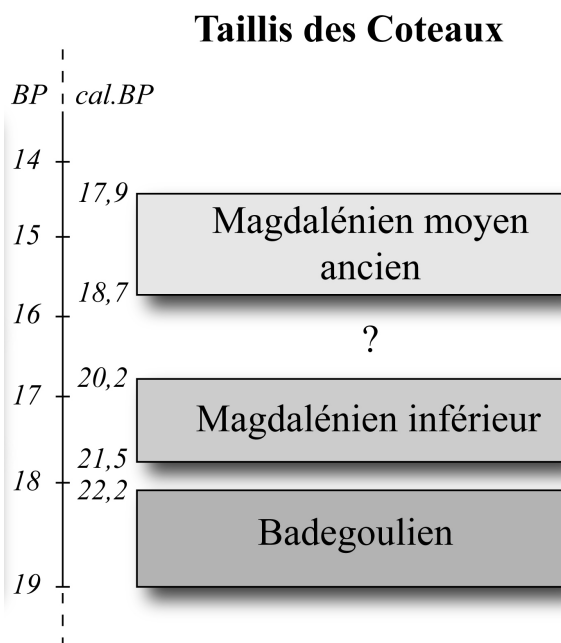 Taillis des Coteaux
BP cal.BP
14
17,9
Magdalénien moyen
15
ancien
18,7
16
?
20,2
17
Magdalénien inférieur
21,5
18
22,2
Badegoulien
19